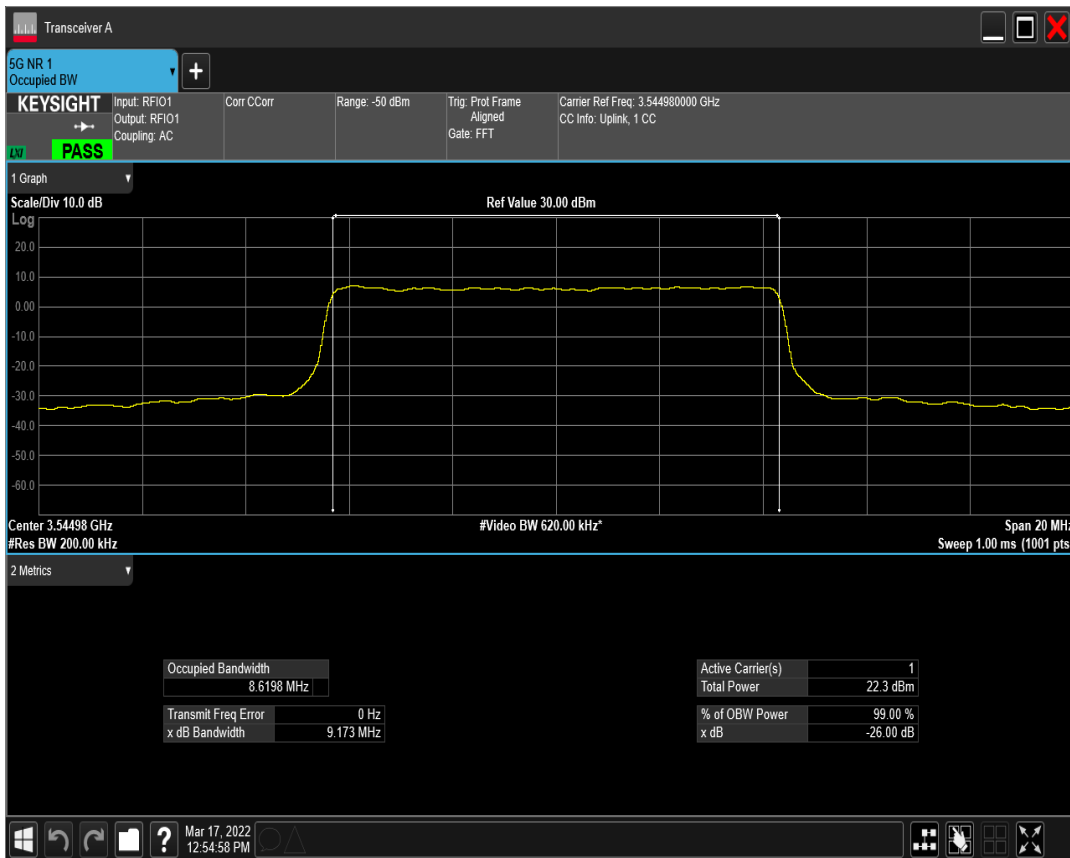 Transceiver A
5G NR 1
Occupied BW
+
KEYSIGHT
LXI
PASS
Input: RFIO1
Output: RFIO1
Coupling: AC
Corr CCorr
Range: -50 dBm
Trig: Prot Frame
Aligned
Gate: FFT
Carrier Ref Freq: 3.544980000 GHz
CC Info: Uplink, 1 CC
1 Graph
Scale/Div 10.0 dB
Ref Value 30.00 dBm
Log
20.0
10.0
0.00
-10.0
-20.0
-30.0
-40.0
-50.0
-60.0
Center 3.54498 GHz
#Video BW 620.00 kHz*
Span 20 MHz
#Res BW 200.00 kHz
Sweep 1.00 ms (1001 pts
2 Metrics
Occupied Bandwidth
8.6198 MHz
Transmit Freq Error 0 Hz
x dB Bandwidth 9.173 MHz
Active Carrier(s) 1
Total Power 22.3 dBm
% of OBW Power 99.00 %
x dB -26.00 dB
?
Mar 17, 2022
12:54:58 PM